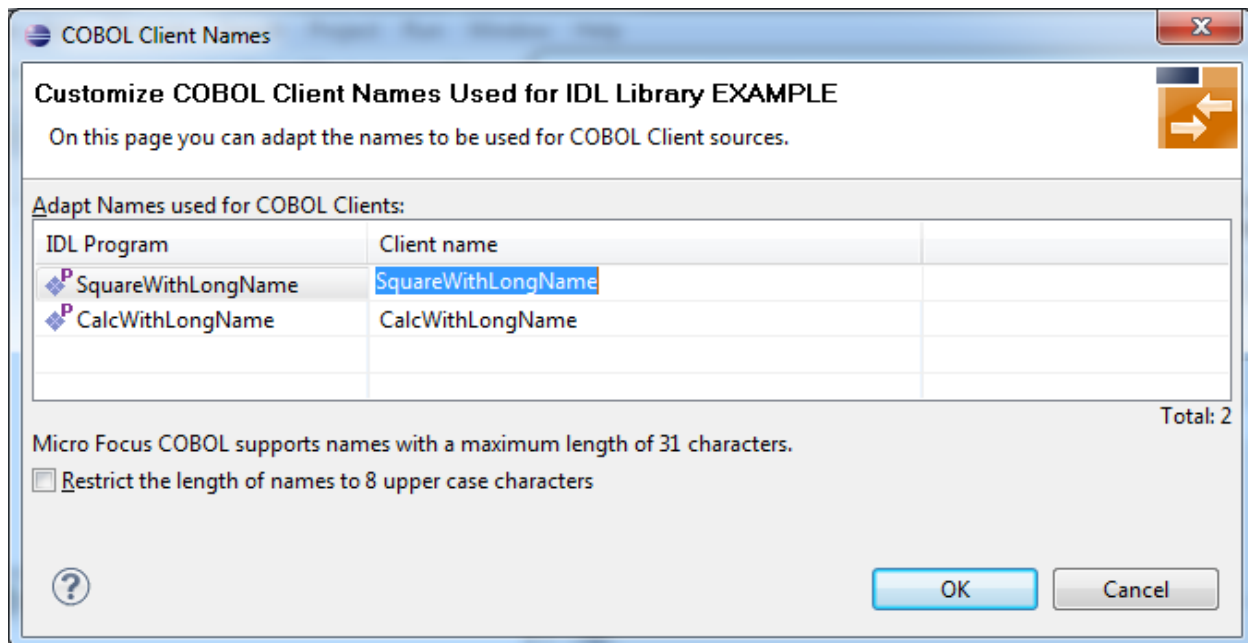 COBOL Client Names
Customize COBOL Client Names Used for IDL Library EXAMPLE
On this page you can adapt the names to be used for COBOL Client sources.
Adapt Names used for COBOL Clients:
IDL Program Client name
P SquareWithLongName SquareWithLongName
P CalcWithLongName CalcWithLongName
Total: 2
Micro Focus COBOL supports names with a maximum length of 31 characters.
Restrict the length of names to 8 upper case characters
? OK Cancel